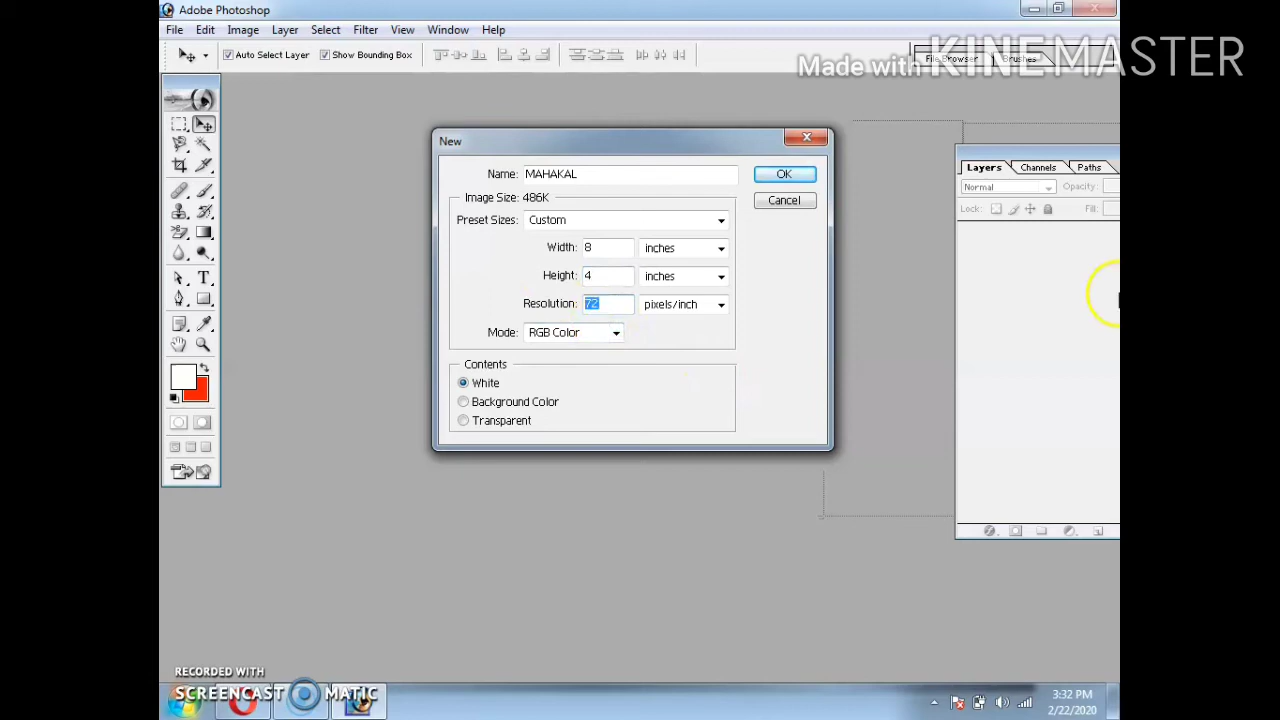 Adobe Photoshop
File Edit Image Layer Select Filter View Window Help
Auto Select Layer Show Bounding Box
File Browser Brushes
Made with KINEMASTER
New
Name: MAHAKAL
OK
Image Size: 486K
Cancel
Preset Sizes: Custom
Width: 8 inches
Height: 4 inches
Resolution: 72 pixels/inch
Mode: RGB Color
Contents
White
Background Color
Transparent
Layers Channels Paths
Normal Opacity:
Lock: Fill:
RECORDED WITH
SCREENCAST MATIC
3:32 PM
2/22/2020